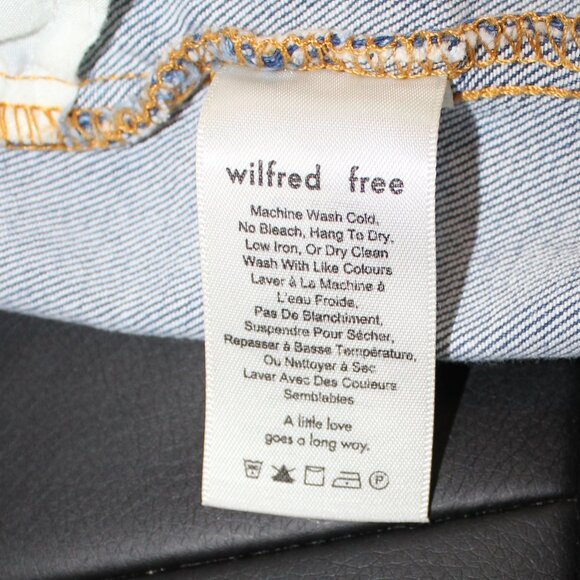 wilfred free
Machine Wash Cold,
No Bleach, Hang To Dry,
Low Iron, Or Dry Clean
Wash With Like Colours
Laver à La Machine à
L'eau Froide,
Pas De Blanchiment,
Suspendre Pour Sécher,
Repasser à Basse Température,
Ou Nettoyer à Sec
Laver Avec Des Couleurs
Semblables
A little love
goes a long way.
P